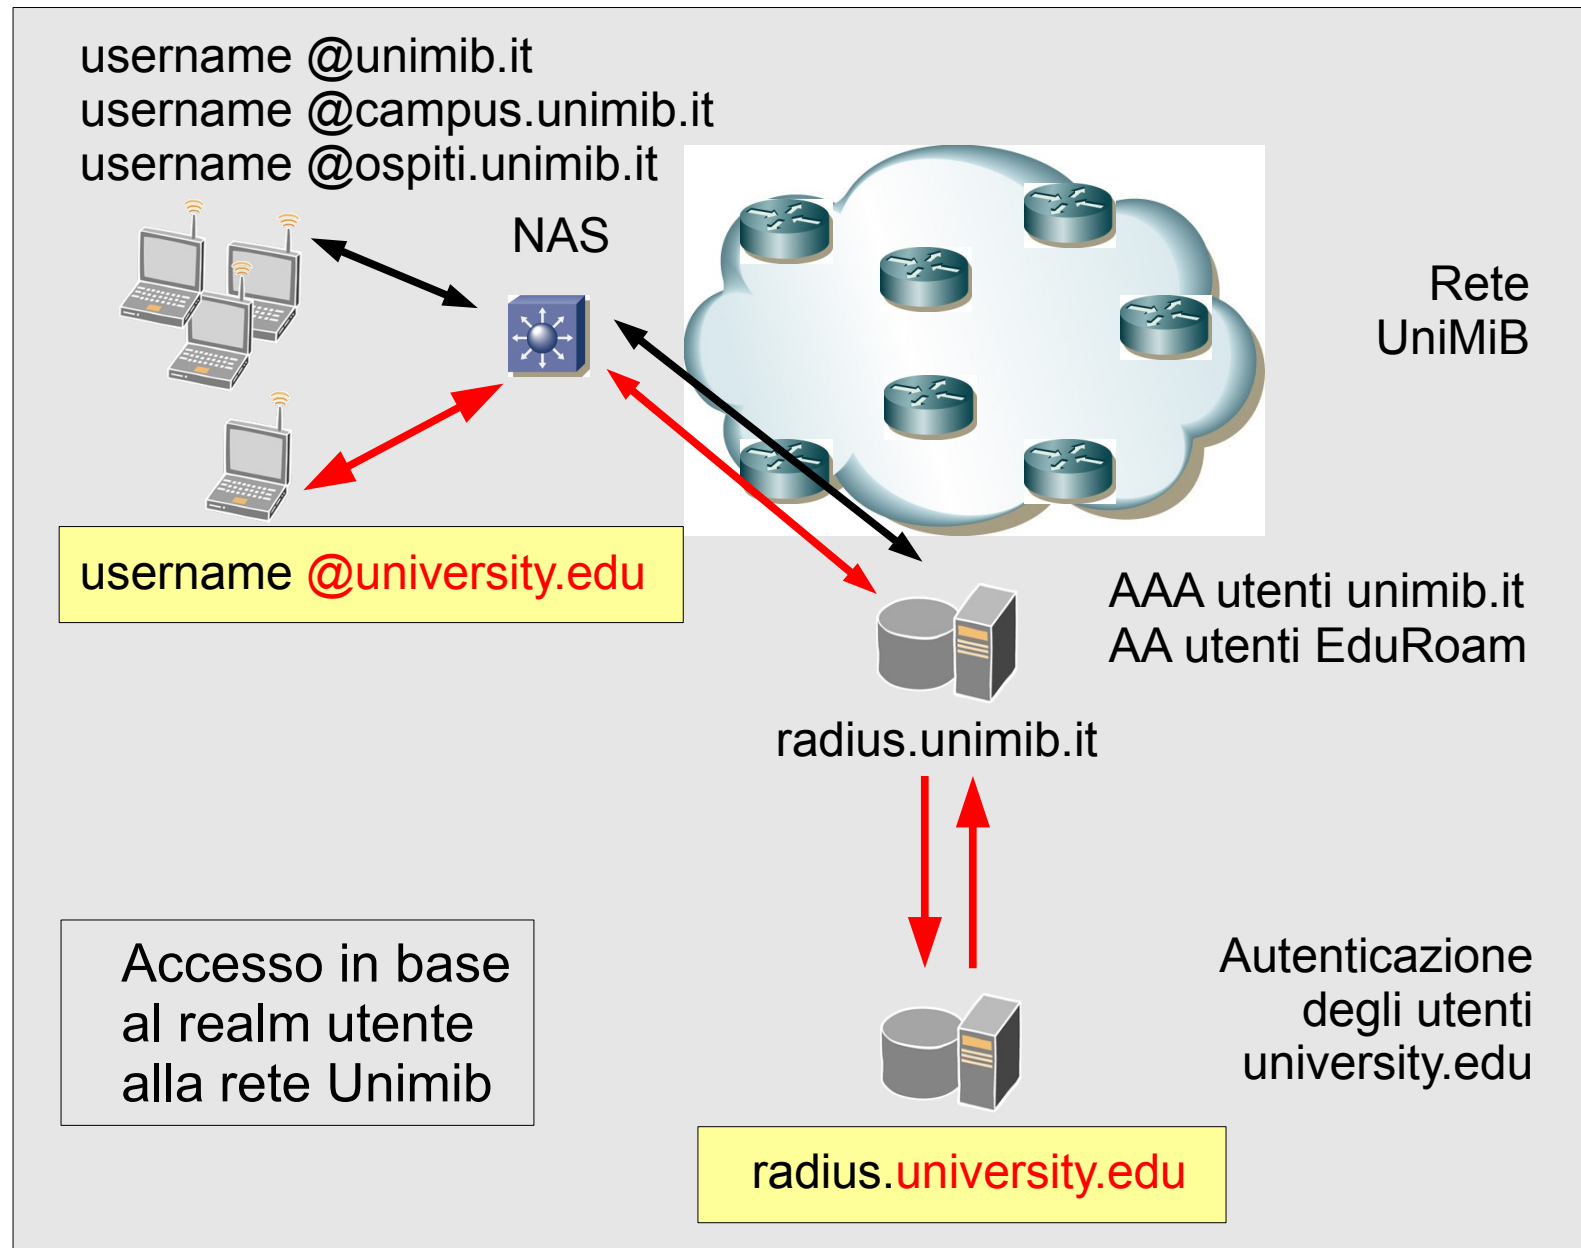 username @unimib.it
username @campus.unimib.it
username @ospiti.unimib.it
NAS
Rete
UniMiB
username @university.edu
AAA utenti unimib.it
AA utenti EduRoam
radius.unimib.it
Accesso in base
al realm utente
alla rete Unimib
Autenticazione
degli utenti
university.edu
radius.university.edu